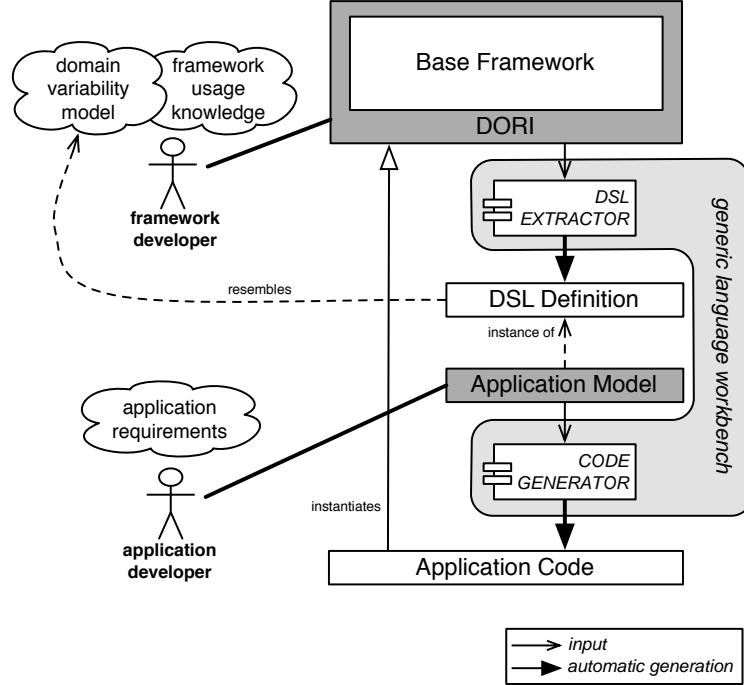 domain
variability
model
framework
usage
knowledge
Base Framework
DORI
framework
developer
DSL
EXTRACTOR
generic language workbench
resembles
DSL Definition
instance of
Application Model
application
requirements
CODE
GENERATOR
instantiates
application
developer
Application Code
input
automatic generation